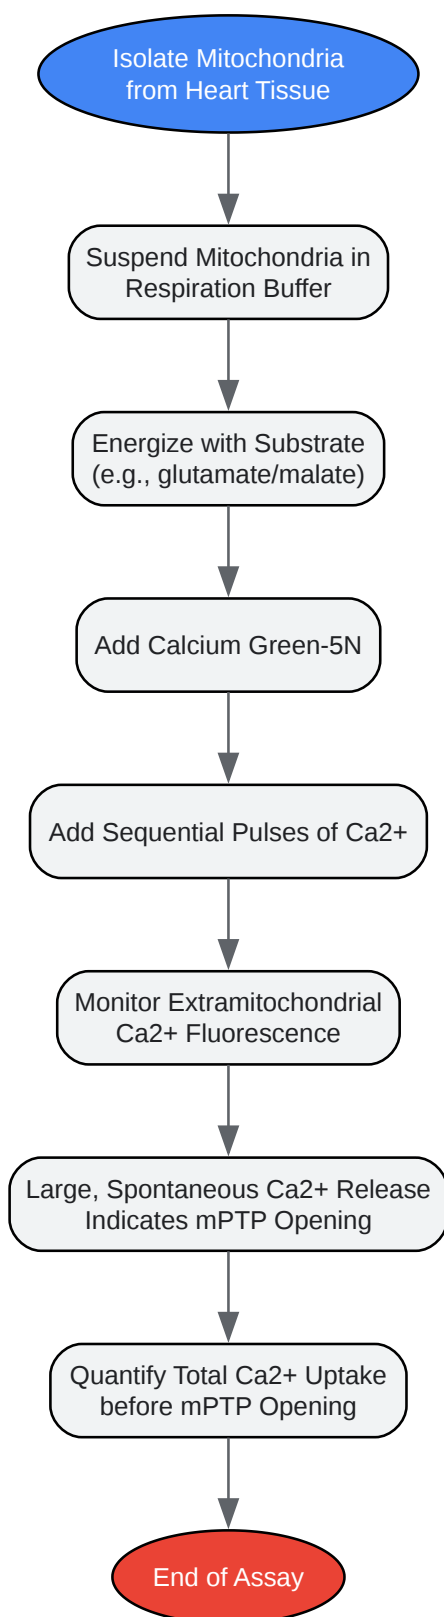 Isolate Mitochondria
from Heart Tissue
Suspend Mitochondria in
Respiration Buffer
Energize with Substrate
(e.g., glutamate/malate)
Add Calcium Green-5N
Add Sequential Pulses of Ca2+
Monitor Extramitochondrial
Ca2+ Fluorescence
Large, Spontaneous Ca2+ Release
Indicates mPTP Opening
Quantify Total Ca2+ Uptake
before mPTP Opening
End of Assay